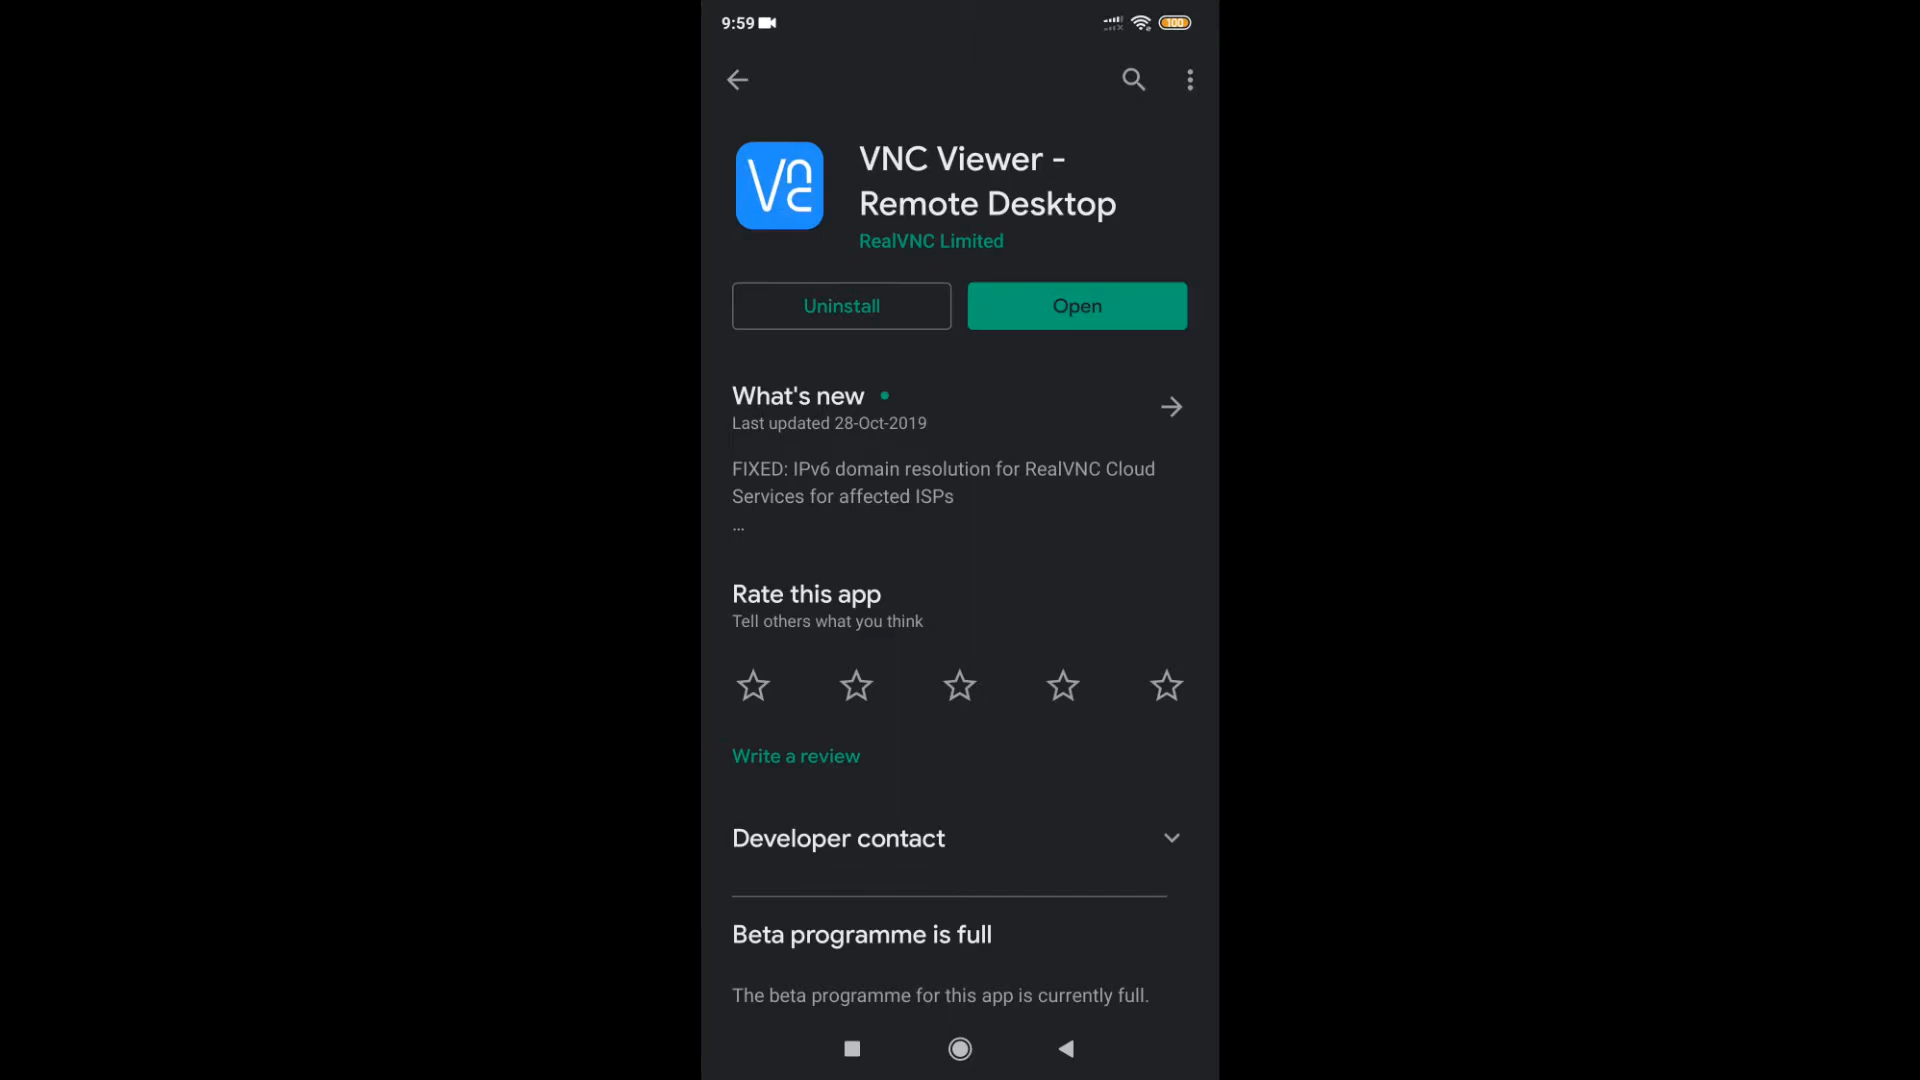 9:59
100
Vnc
VNC Viewer -
Remote Desktop
RealVNC Limited
Uninstall
Open
What's new
Last updated 28-Oct-2019
FIXED: IPv6 domain resolution for RealVNC Cloud
Services for affected ISPs
...
Rate this app
Tell others what you think
Write a review
Developer contact
Beta programme is full
The beta programme for this app is currently full.